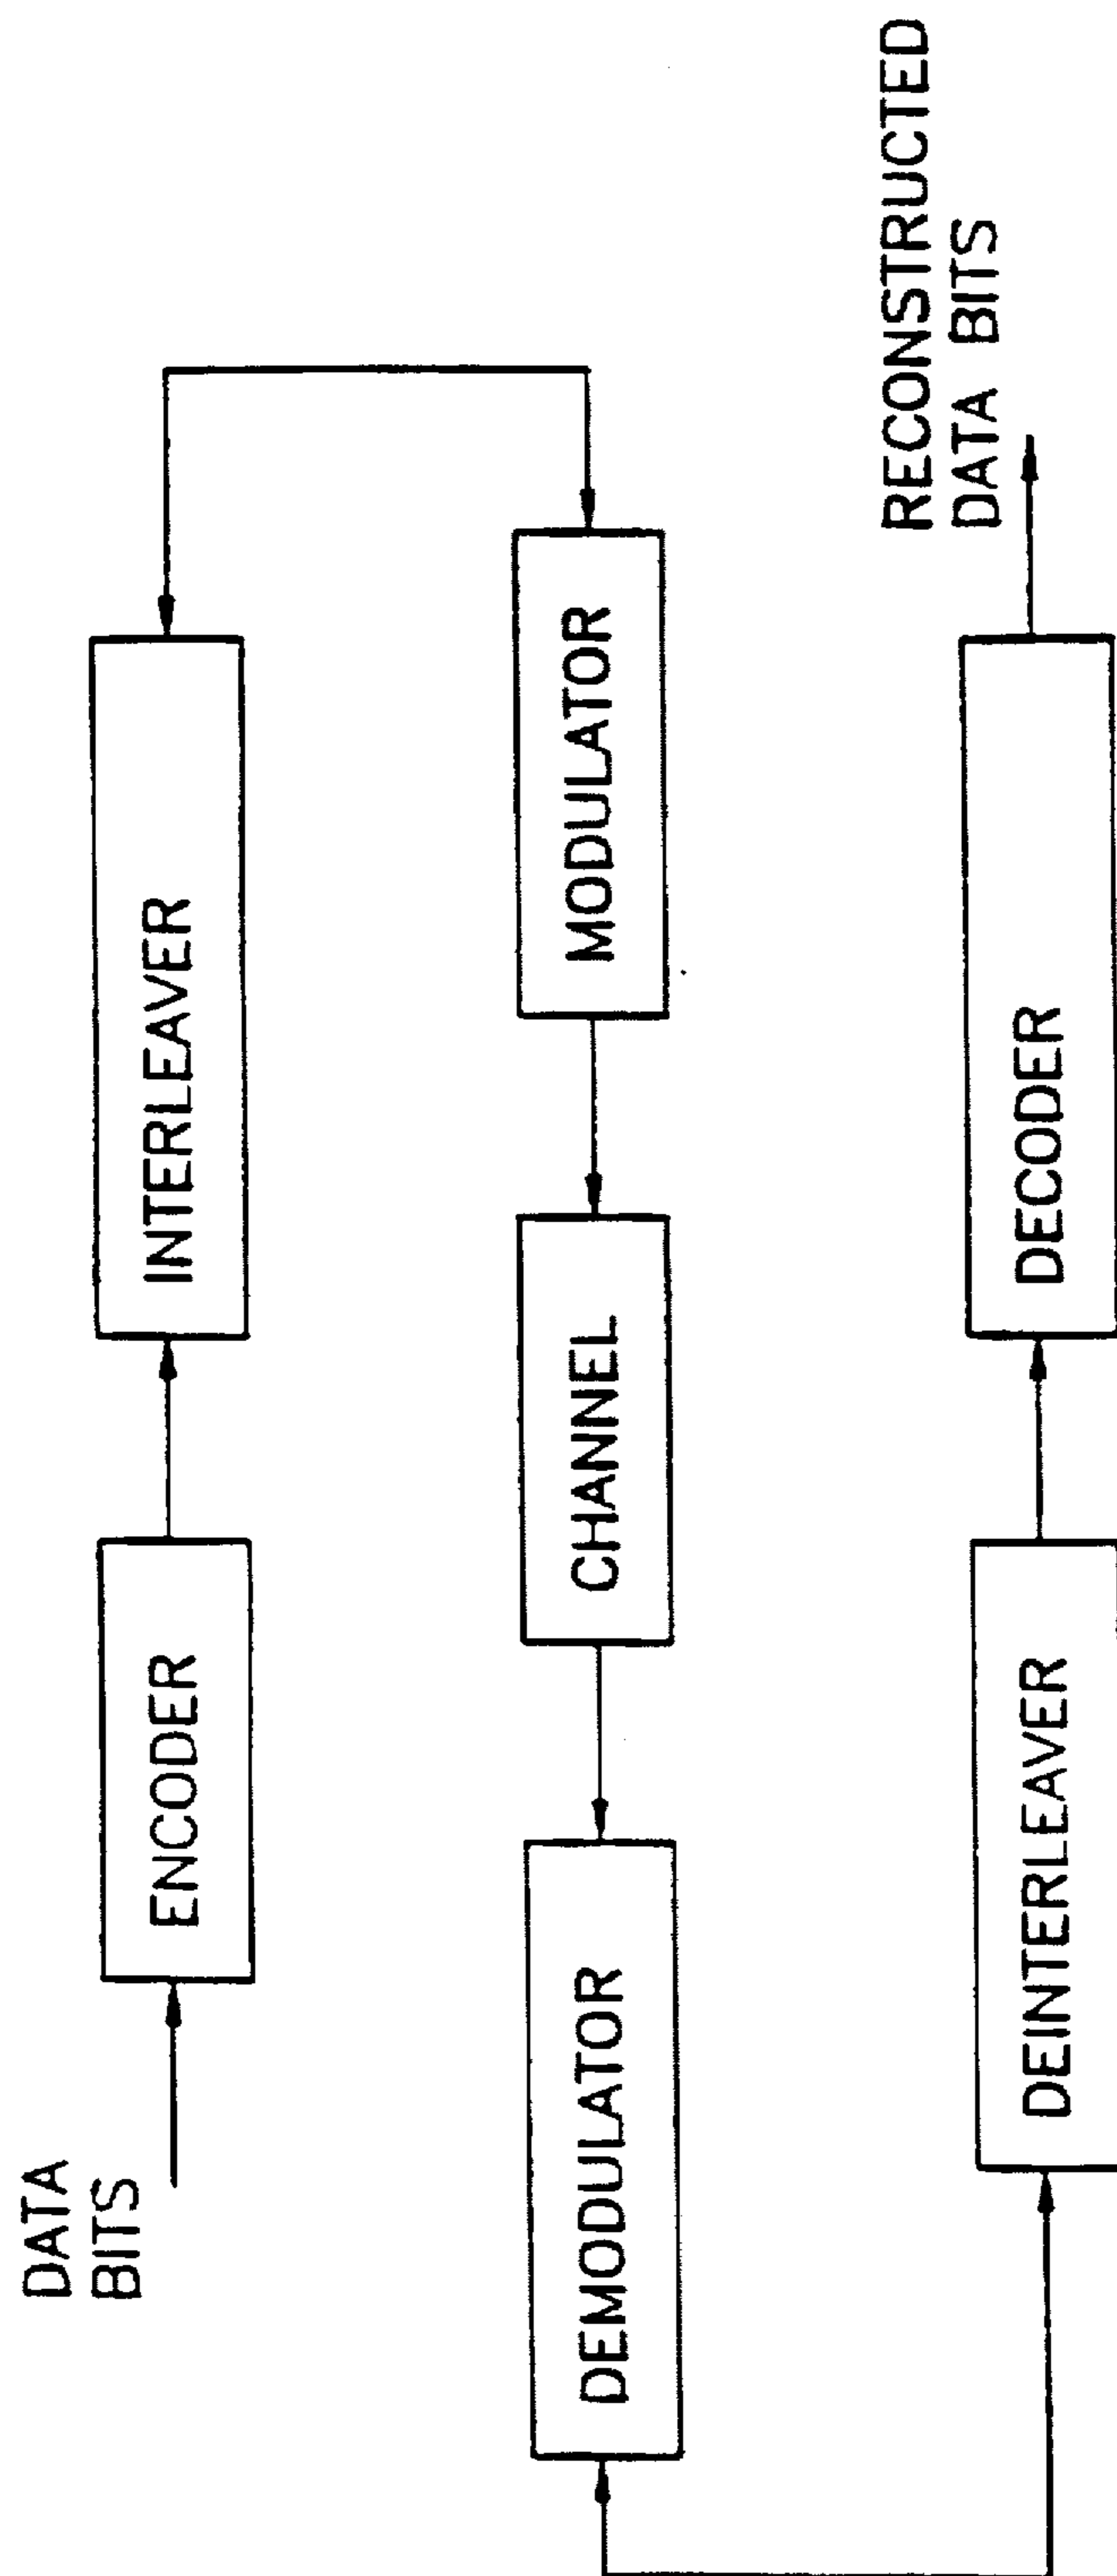 DATA
BITS
ENCODER
INTERLEAVER
MODULATOR
CHANNEL
DEMODULATOR
DEINTERLEAVER
DECODER
RECONSTRUCTED
DATA BITS